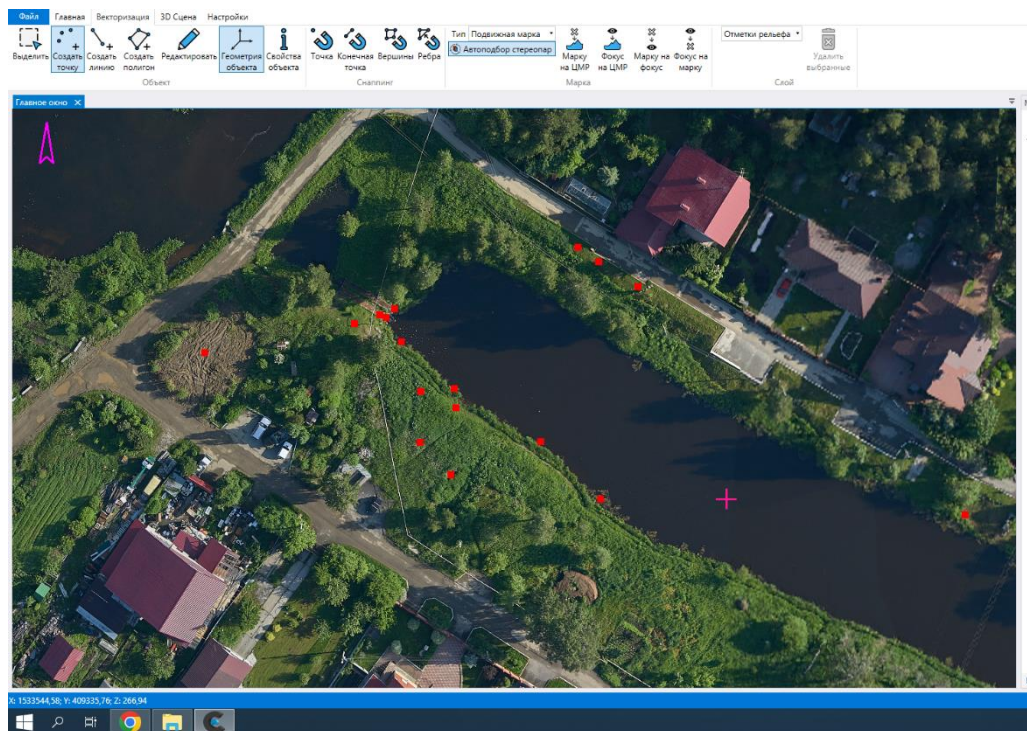 Файл Главная Векторизация 3D Сцена Настройки
Выделить Создать точку Создать линию Создать полигон Редактировать Геометрия объекта Свойства объекта
Объект
Точка Конечная точка Вершины Ребра
Снаппинг
Тип Подвижная марка
Автоподбор стереопар
Марку на ЦМР Фокус на ЦМР Марку на фокус Фокус на марку
Марка
Отметки рельефа
Удалить выбранные
Слой
Главное окно
X: 1533544,58; Y: 409335,76; Z: 266,94